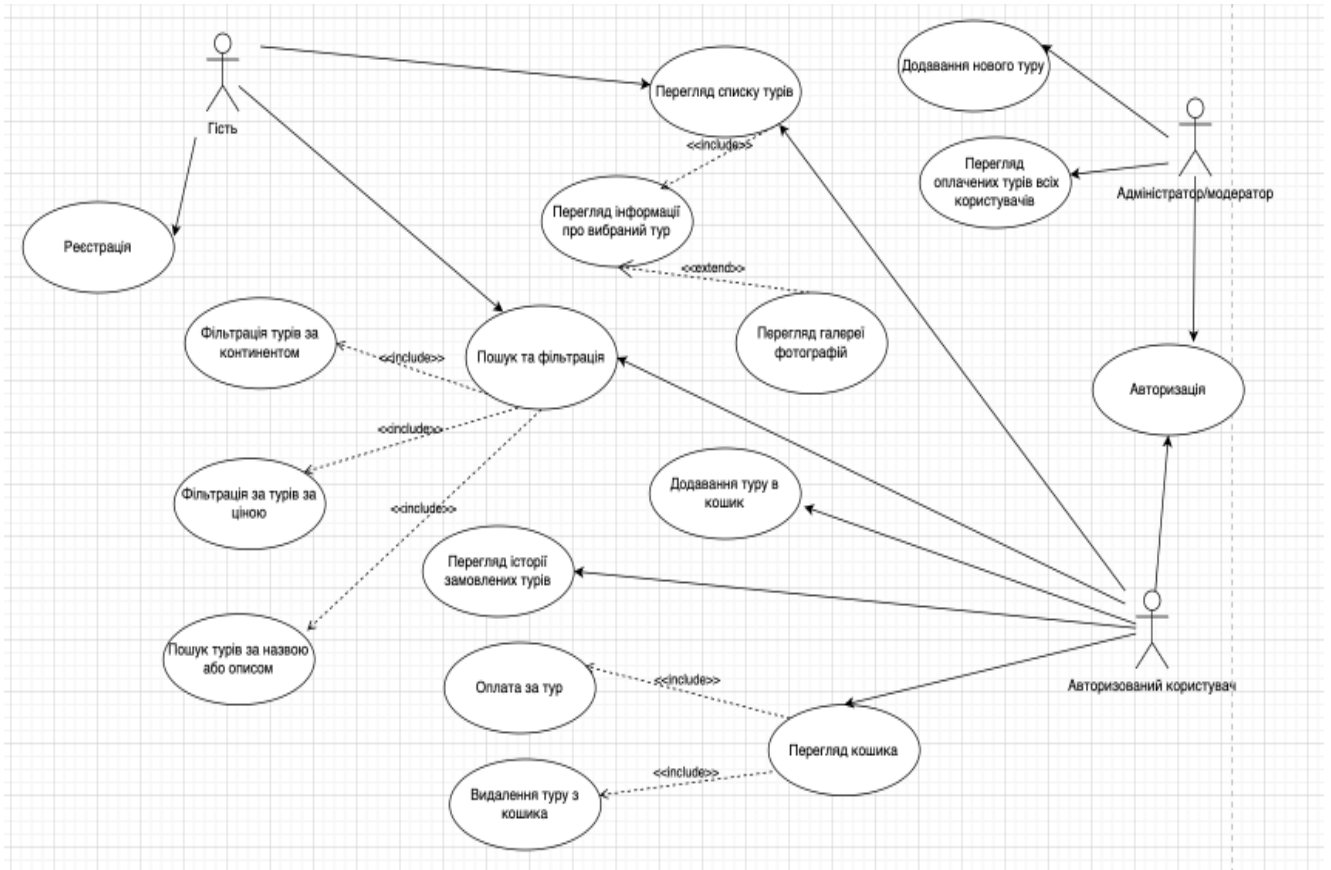 Додавання нового туру
Перегляд списку турів
Гість
<<include>>
Перегляд
оплачених турів всіх
користувачів
Адміністратор/модератор
Перегляд інформації
про вибраний тур
Реєстрація
<<extend>>
Фільтрація турів за
континентом
<<include>>
Пошук та фільтрація
Перегляд галереї
фотографій
Авторизація
<<include>>
Фільтрація за турів за
ціною
<<include>>
Додавання туру в
кошик
Перегляд історії
замовлених турів
Пошук турів за назвою
або описом
Оплата за тур
<<include>>
Авторизований користувач
Перегляд кошика
<<include>>
Видалення туру з
кошика